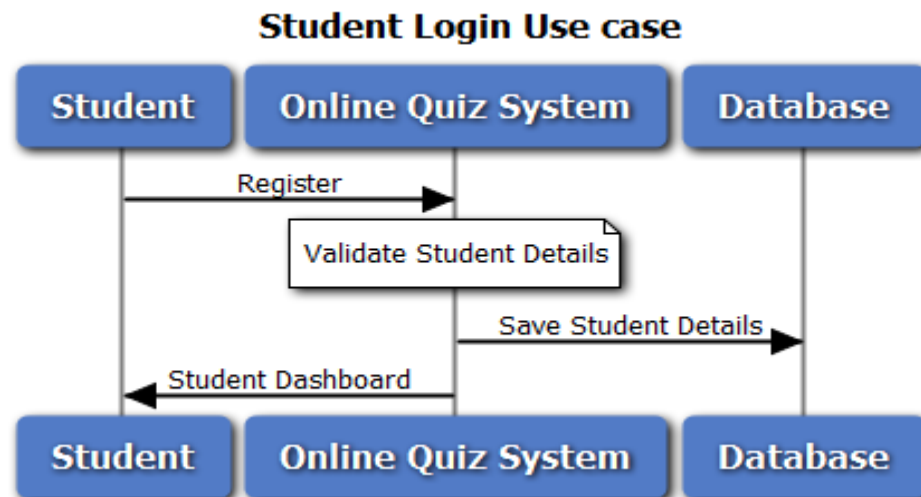 Student Login Use case
Student
Online Quiz System
Database
Register
Validate Student Details
Save Student Details
Student Dashboard
Student
Online Quiz System
Database